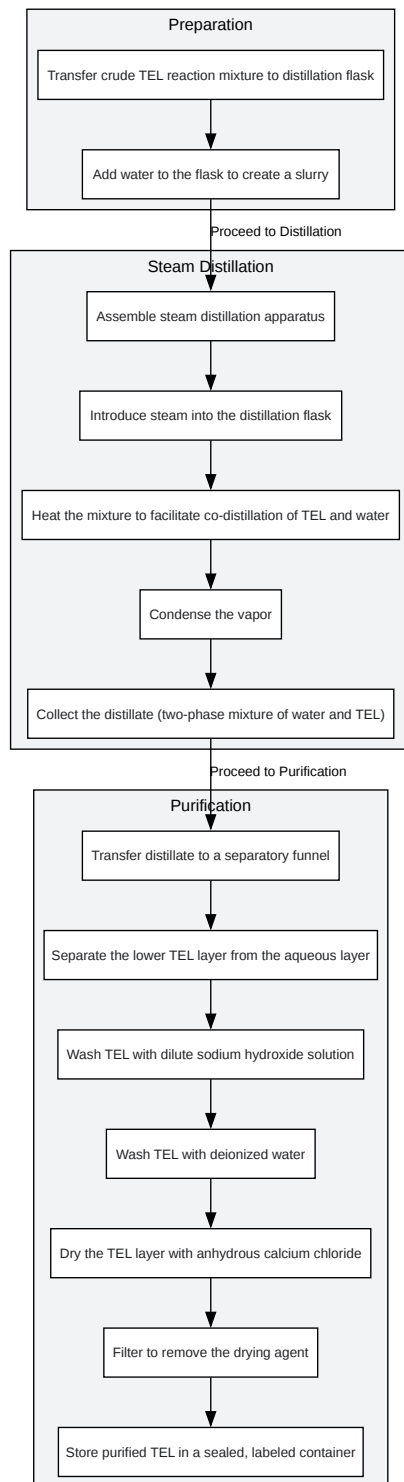 Preparation
Transfer crude TEL reaction mixture to distillation flask
Add water to the flask to create a slurry
Proceed to Distillation
Steam Distillation
Assemble steam distillation apparatus
Introduce steam into the distillation flask
Heat the mixture to facilitate co-distillation of TEL and water
Condense the vapor
Collect the distillate (two-phase mixture of water and TEL)
Proceed to Purification
Purification
Transfer distillate to a separatory funnel
Separate the lower TEL layer from the aqueous layer
Wash TEL with dilute sodium hydroxide solution
Wash TEL with deionized water
Dry the TEL layer with anhydrous calcium chloride
Filter to remove the drying agent
Store purified TEL in a sealed, labeled container